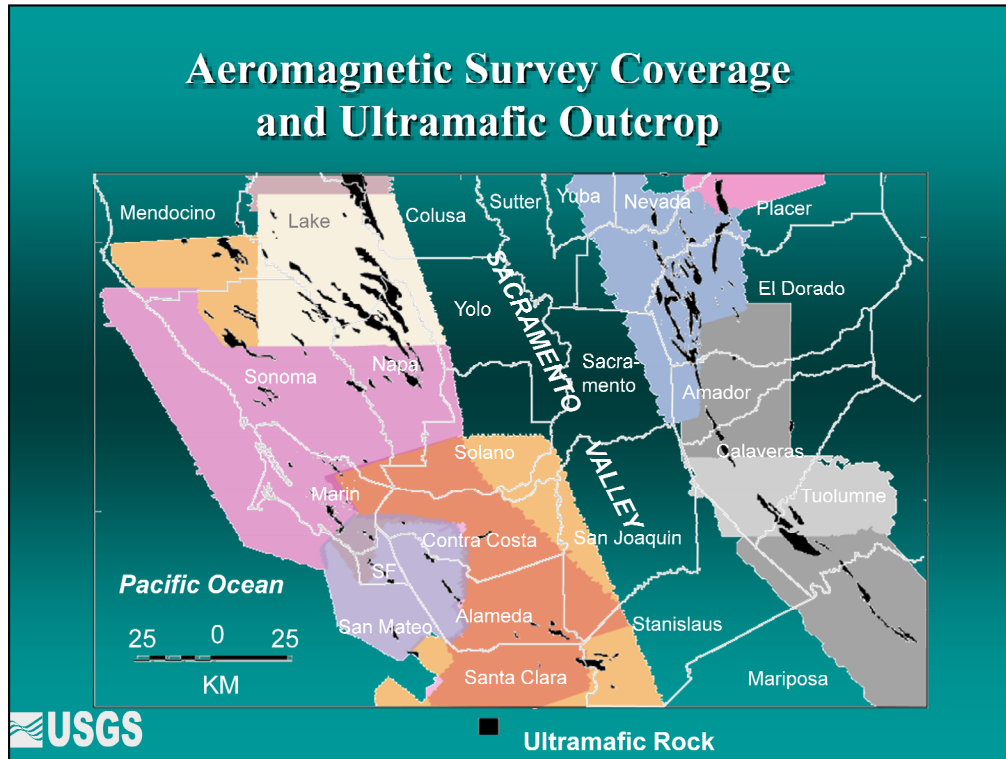 Aeromagnetic Survey Coverage
and Ultramafic Outcrop
Mendocino
Lake
Colusa
Sutter
Yuba
Nevada
Placer
SACRAMENTO
VALLEY
Yolo
El Dorado
Sonoma
Napa
Sacra-
mento
Amador
Solano
Calaveras
Marin
Tuolumne
Contra Costa
San Joaquin
SF
Pacific Ocean
San Mateo
Alameda
Stanislaus
25 0 25
KM
Santa Clara
Mariposa
USGS
Ultramafic Rock